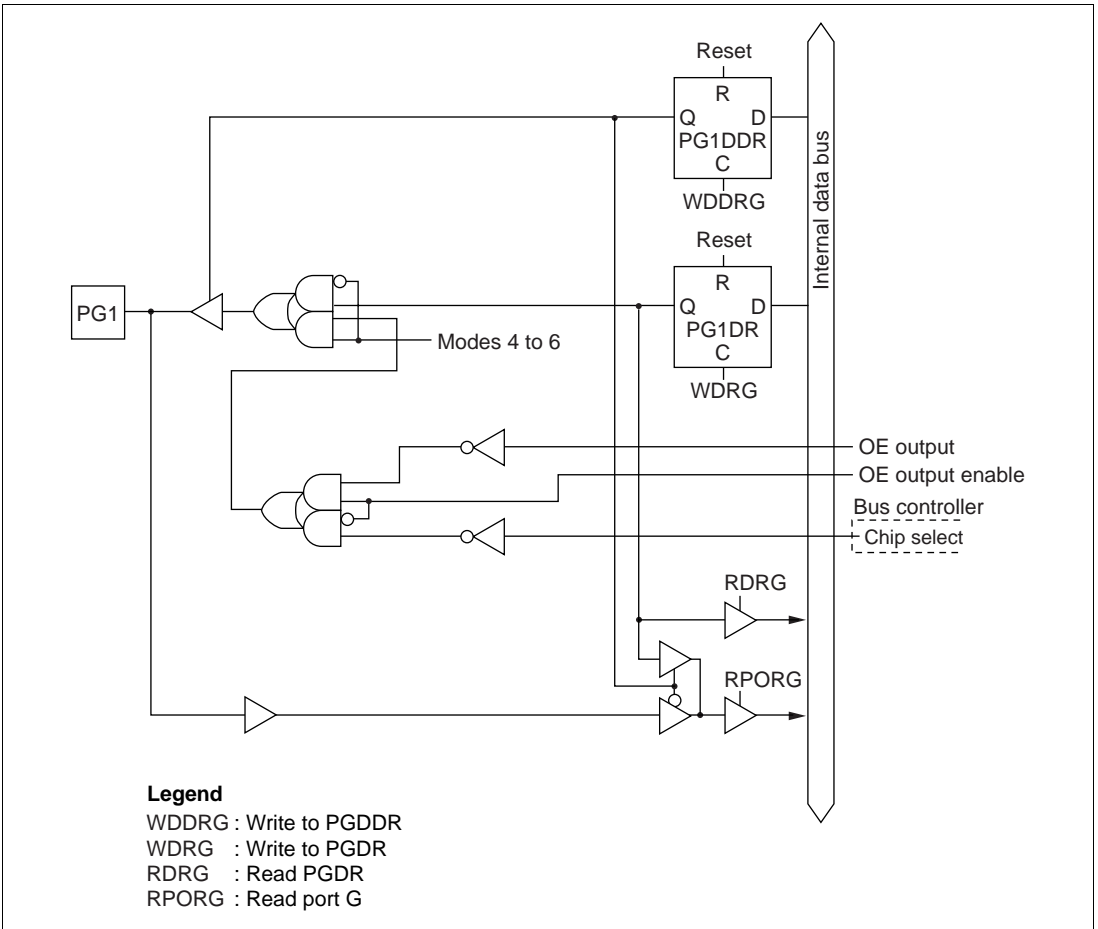 Reset
R
Q D
PG1DDR
C
WDDRG
Reset
R
Q D
PG1DR
C
WDRG
Internal data bus
PG1
Modes 4 to 6
OE output
OE output enable
Bus controller
Chip select
RDRG
RPORG
Legend
WDDRG : Write to PGDDR
WDRG : Write to PGDR
RDRG : Read PGDR
RPORG : Read port G